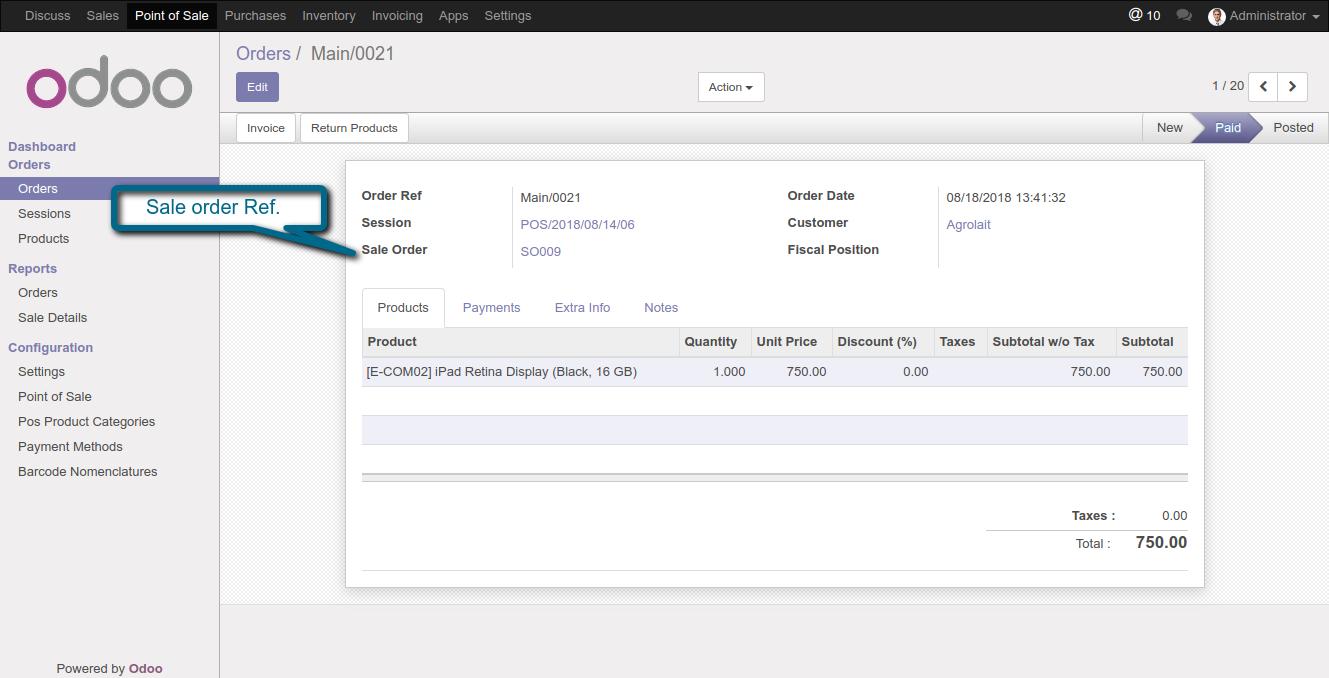 Discuss Sales Point of Sale Purchases Inventory Invoicing Apps Settings @ 10 Administrator
odoo
Dashboard
Orders
Orders
Sessions
Products
Reports
Orders
Sale Details
Configuration
Settings
Point of Sale
Pos Product Categories
Payment Methods
Barcode Nomenclatures
Powered by Odoo
Orders / Main/0021
Edit Action 1 / 20
Invoice Return Products New Paid Posted
Sale order Ref.
Order Ref Main/0021 Order Date 08/18/2018 13:41:32
Session POS/2018/08/14/06 Customer Agrolait
Sale Order SO009 Fiscal Position
Products Payments Extra Info Notes
Product Quantity Unit Price Discount (%) Taxes Subtotal w/o Tax Subtotal
[E-COM02] iPad Retina Display (Black, 16 GB) 1.000 750.00 0.00 750.00 750.00
Taxes : 0.00
Total : 750.00